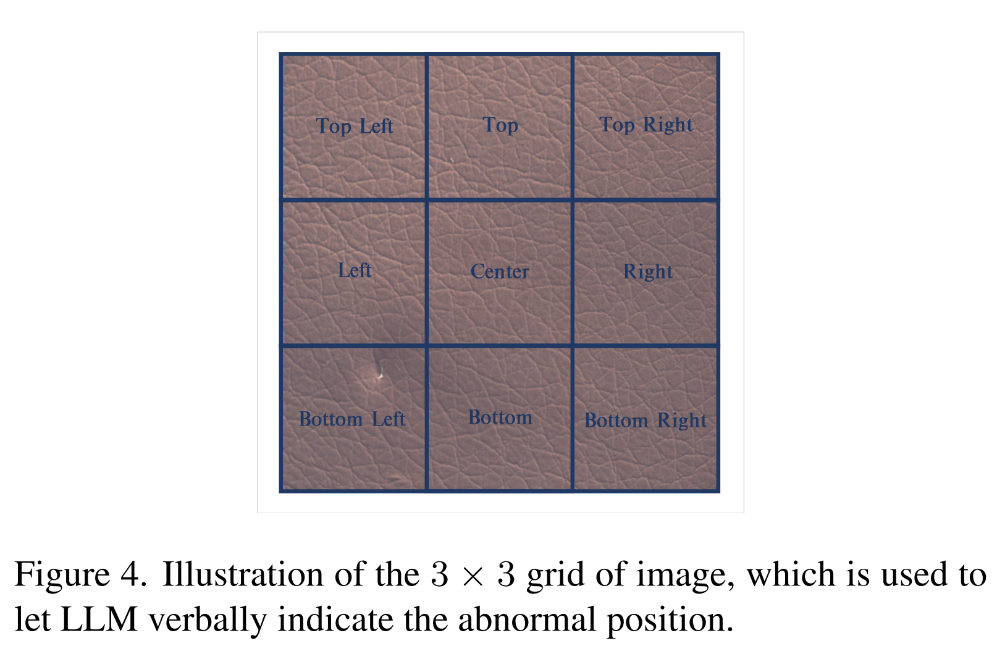 Top Left Top Top Right
Left Center Right
Bottom Left Bottom Bottom Right
Figure 4. Illustration of the 3 × 3 grid of image, which is used to
let LLM verbally indicate the abnormal position.